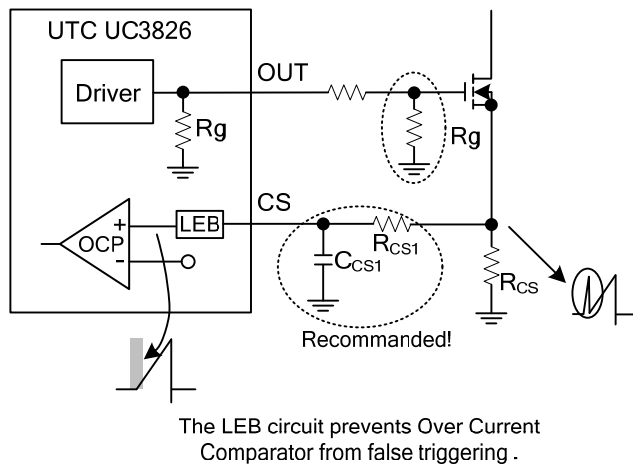 UTC UC3826
OUT
Driver
Rg
Rg
CS
LEB
+
OCP
-
RCS1
CCS1
RCS
Recommanded!
The LEB circuit prevents Over Current
Comparator from false triggering .